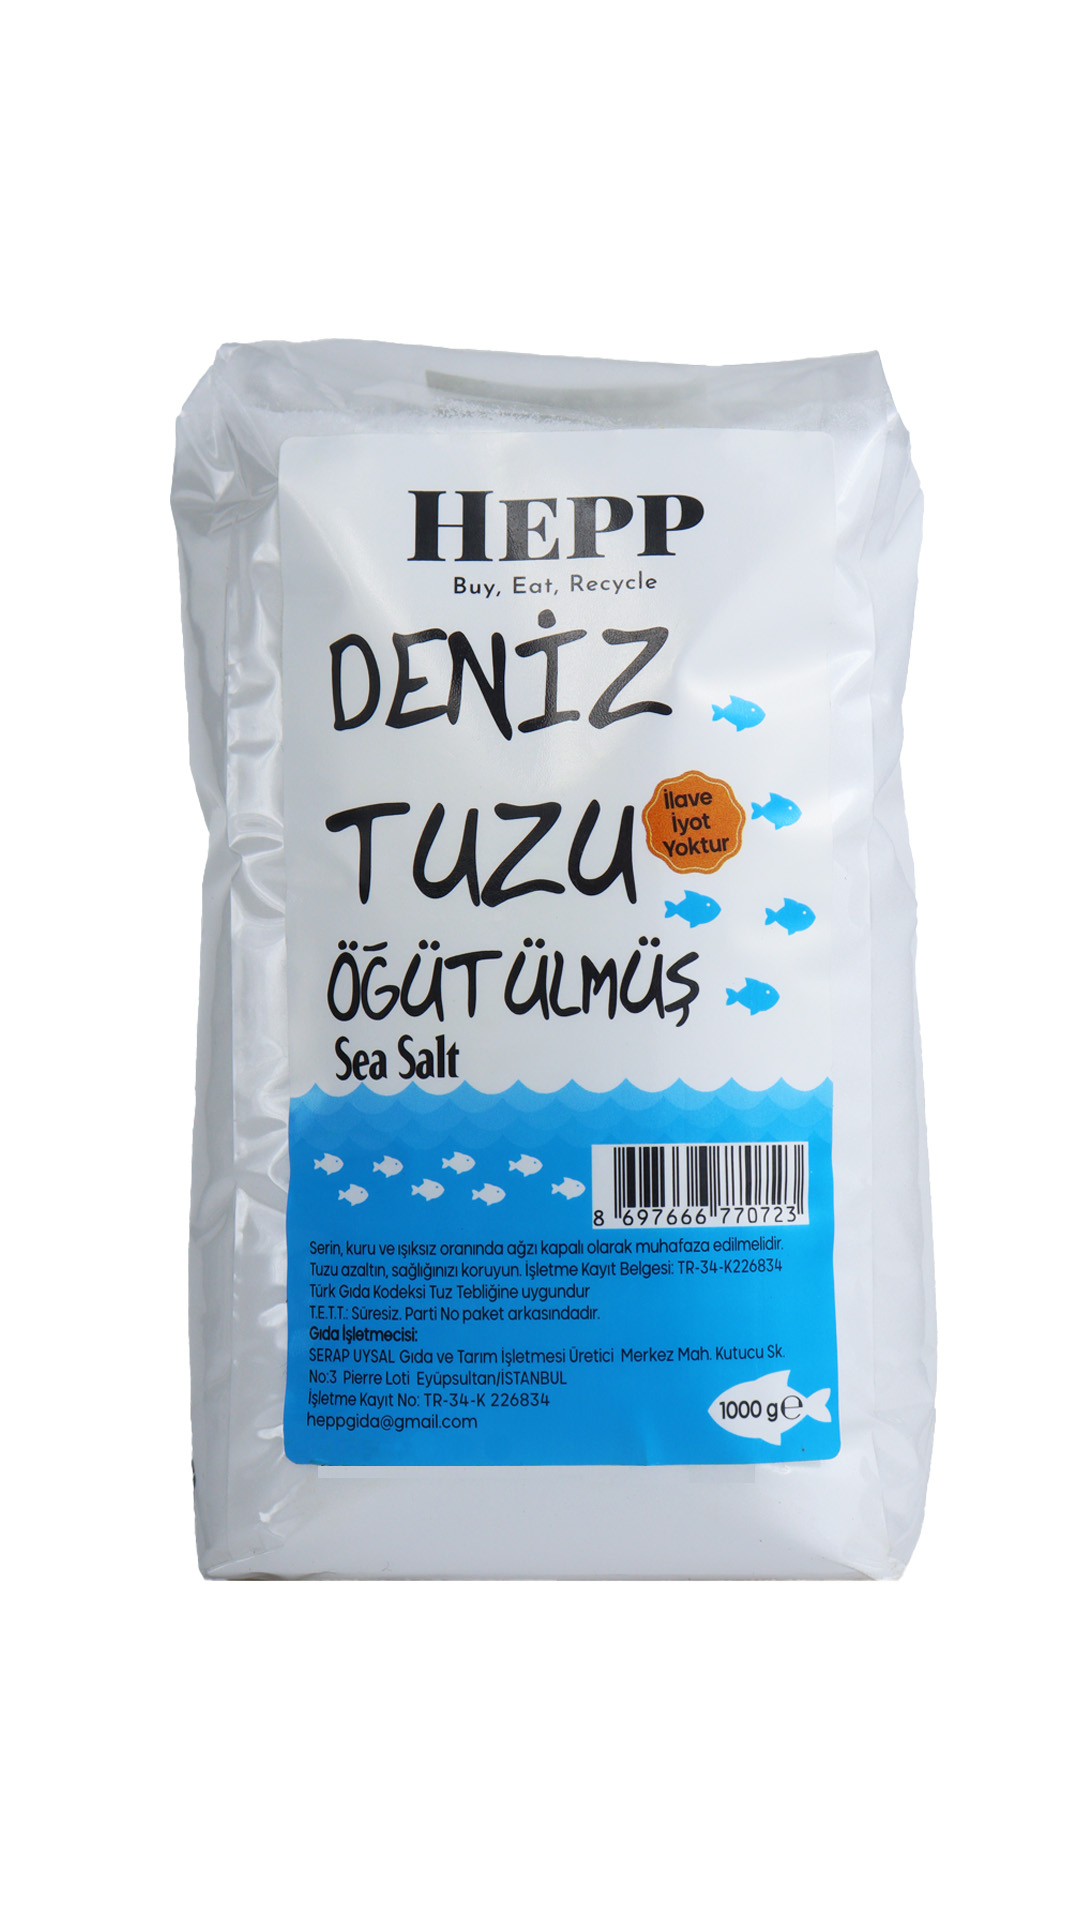 HEPP
Buy, Eat, Recycle
DENİZ
TUZU
İlave
İyot
Yoktur
ÖĞÜTÜLMÜŞ
Sea Salt
8 697666 770723
Serin, kuru ve ışıksız oranında ağzı kapalı olarak muhafaza edilmelidir.
Tuzu azaltın, sağlığınızı koruyun. İşletme Kayıt Belgesi: TR-34-K226834
Türk Gıda Kodeksi Tuz Tebliğine uygundur
T.E.T.T.: Süresiz. Parti No paket arkasındadır.
Gıda İşletmecisi:
SERAP UYSAL Gıda ve Tarım İşletmesi Üretici Merkez Mah. Kutucu Sk.
No:3 Pierre Loti Eyüpsultan/İSTANBUL
İşletme Kayıt No: TR-34-K 226834
heppgida@gmail.com
1000 g℮